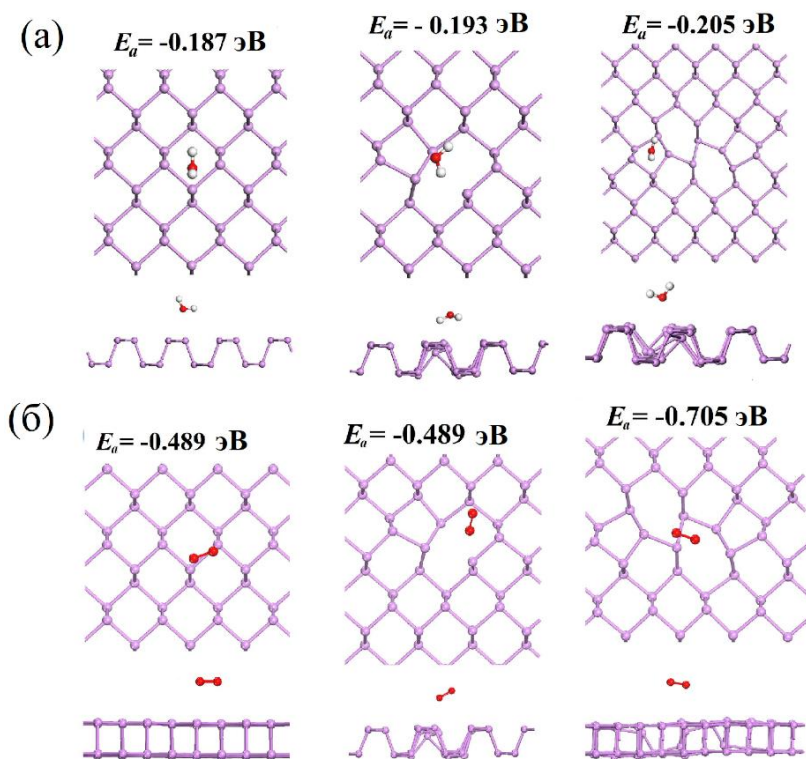 (а)
Eₐ= -0.187 эВ
Eₐ= - 0.193 эВ
Eₐ= -0.205 эВ
(б)
Eₐ= -0.489 эВ
Eₐ= -0.489 эВ
Eₐ= -0.705 эВ